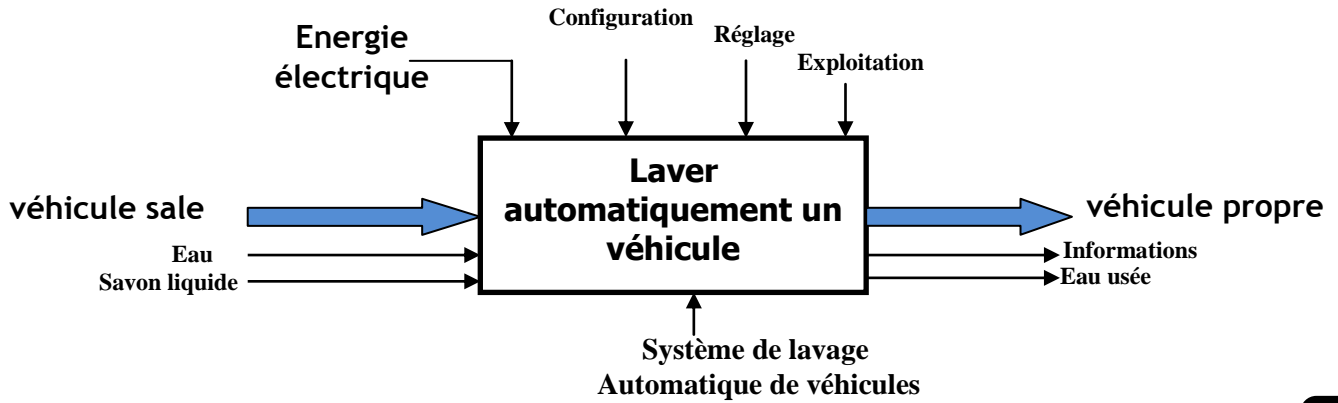 Configuration
Energie
électrique
Réglage
Exploitation
Laver
automatiquement un
véhicule
véhicule sale
véhicule propre
Eau
Informations
Savon liquide
Eau usée
Système de lavage
Automatique de véhicules